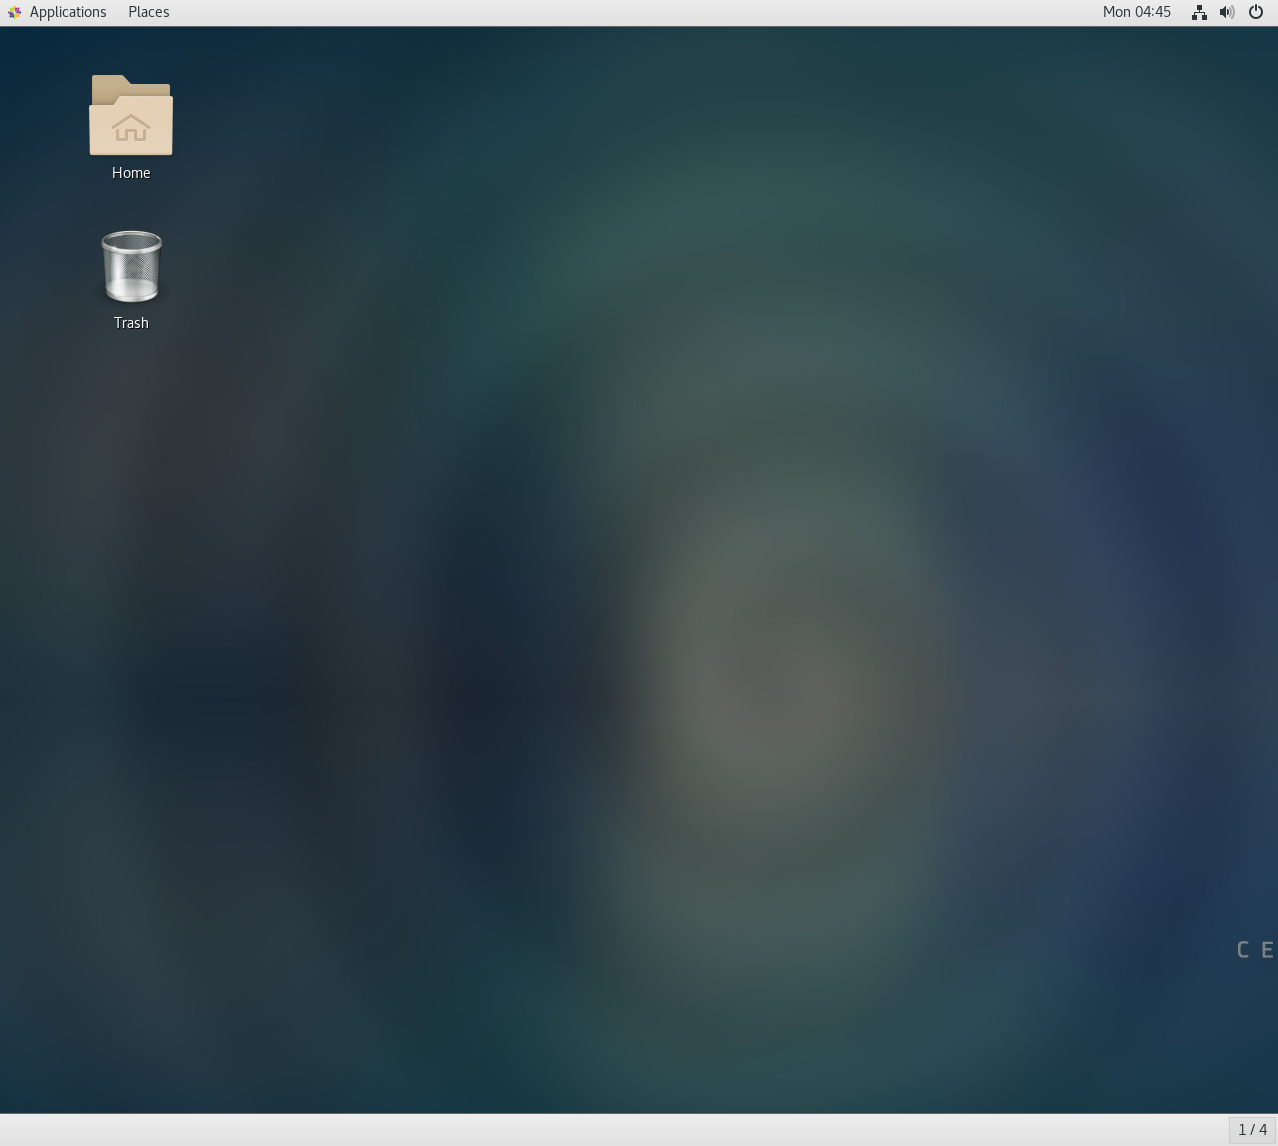 Applications Places Mon 04:45
Home
Trash
C E
1 / 4